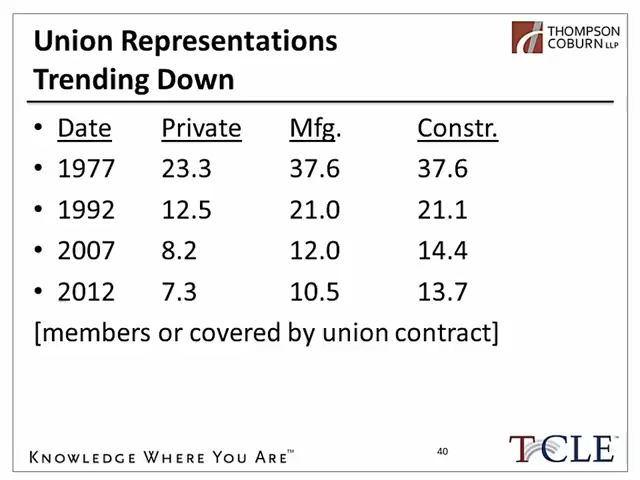 Union Representations
Trending Down
THOMPSON
COBURN LLP
• Date Private Mfg. Constr.
• 1977 23.3 37.6 37.6
• 1992 12.5 21.0 21.1
• 2007 8.2 12.0 14.4
• 2012 7.3 10.5 13.7
[members or covered by union contract]
KNOWLEDGE WHERE YOU ARE™
40
TCLE™